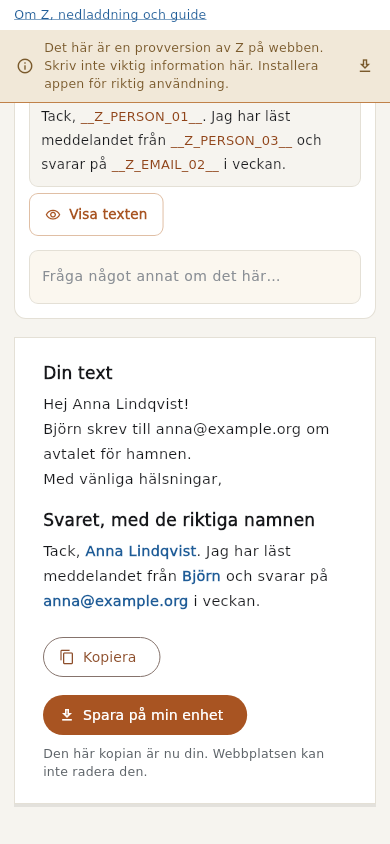 Om Z, nedladdning och guide
Det här är en provversion av Z på webben.
Skriv inte viktig information här. Installera
appen för riktig användning.
Tack, __Z_PERSON_01__. Jag har läst
meddelandet från __Z_PERSON_03__ och
svarar på __Z_EMAIL_02__ i veckan.
Visa texten
Fråga något annat om det här…
Din text
Hej Anna Lindqvist!
Björn skrev till anna@example.org om
avtalet för hamnen.
Med vänliga hälsningar,
Svaret, med de riktiga namnen
Tack, Anna Lindqvist. Jag har läst
meddelandet från Björn och svarar på
anna@example.org i veckan.
Kopiera
Spara på min enhet
Den här kopian är nu din. Webbplatsen kan
inte radera den.